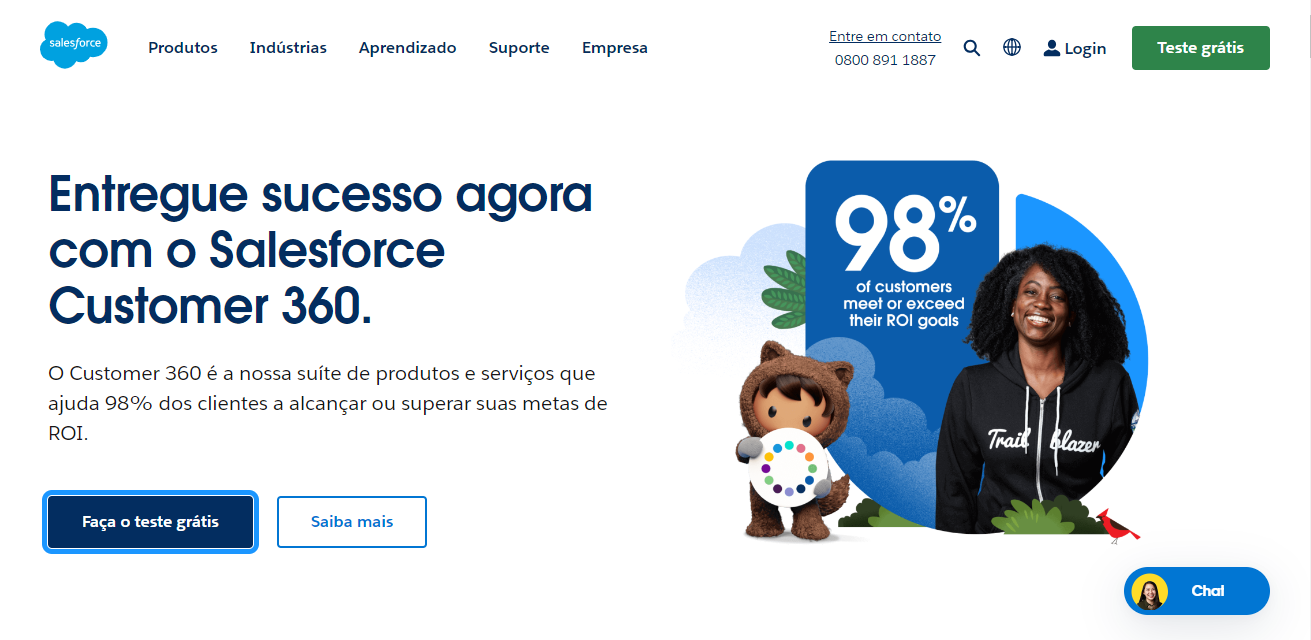 salesforce
Produtos
Indústrias
Aprendizado
Suporte
Empresa
Entre em contato
0800 891 1887
Login
Teste grátis
Entregue sucesso agora
com o Salesforce
Customer 360.
O Customer 360 é a nossa suíte de produtos e serviços que
ajuda 98% dos clientes a alcançar ou superar suas metas de
ROI.
Faça o teste grátis
Saiba mais
98%
of customers
meet or exceed
their ROI goals
Trailblazer
Chat